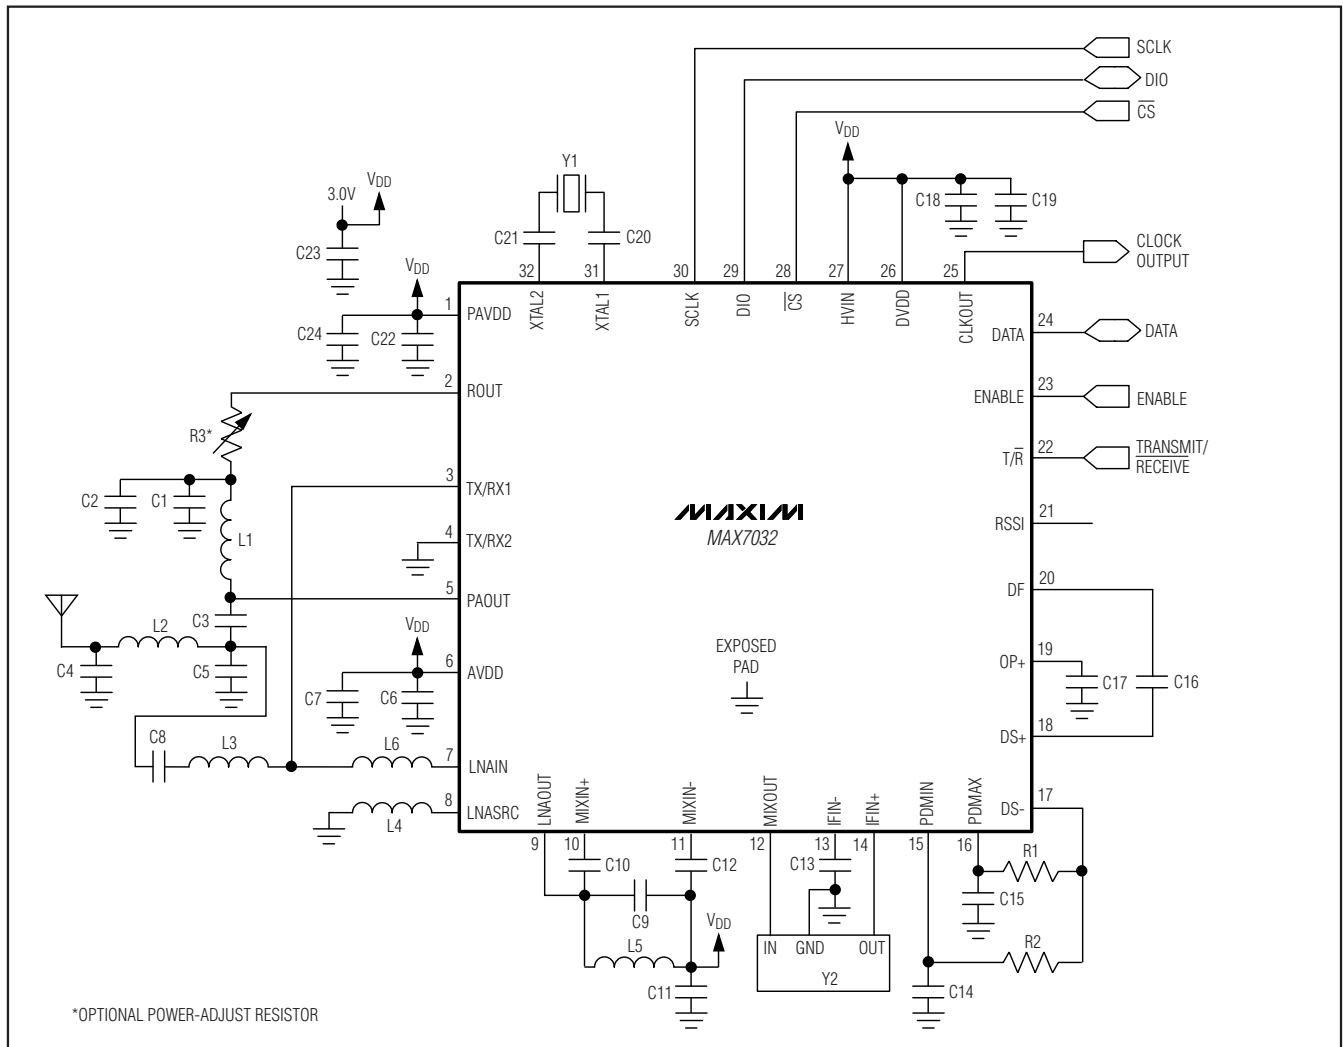 SCLK
DIO
C̅S̅
VDD
Y1
3.0V VDD
C18 C19
C21 C20
CLOCK
OUTPUT
C23
32 31 30 29 28 27 26 25
VDD
XTAL2 XTAL1 SCLK DIO C̅S̅ HVIN DVDD CLKOUT
1 PAVDD
C24 C22
DATA 24 DATA
2 ROUT
ENABLE 23 ENABLE
R3*
T/R̅ 22 TRANSMIT/
R̅E̅C̅E̅I̅V̅E̅
3 TX/RX1
C2 C1
MAXIM
MAX7032
RSSI 21
L1
4 TX/RX2
5 PAOUT
DF 20
C3
L2
VDD
EXPOSED
PAD
OP+ 19
C4 C5
6 AVDD
C17 C16
C7 C6
DS+ 18
C8 L3 L6
7 LNAIN
8 LNASRC
L4
LNAOUT MIXIN+ MIXIN- MIXOUT IFIN- IFIN+ PDMIN PDMAX
DS- 17
9 10 11 12 13 14 15 16
R1
C10 C12 C13
C15
C9
VDD
L5
IN GND OUT
R2
Y2
C11
C14
*OPTIONAL POWER-ADJUST RESISTOR